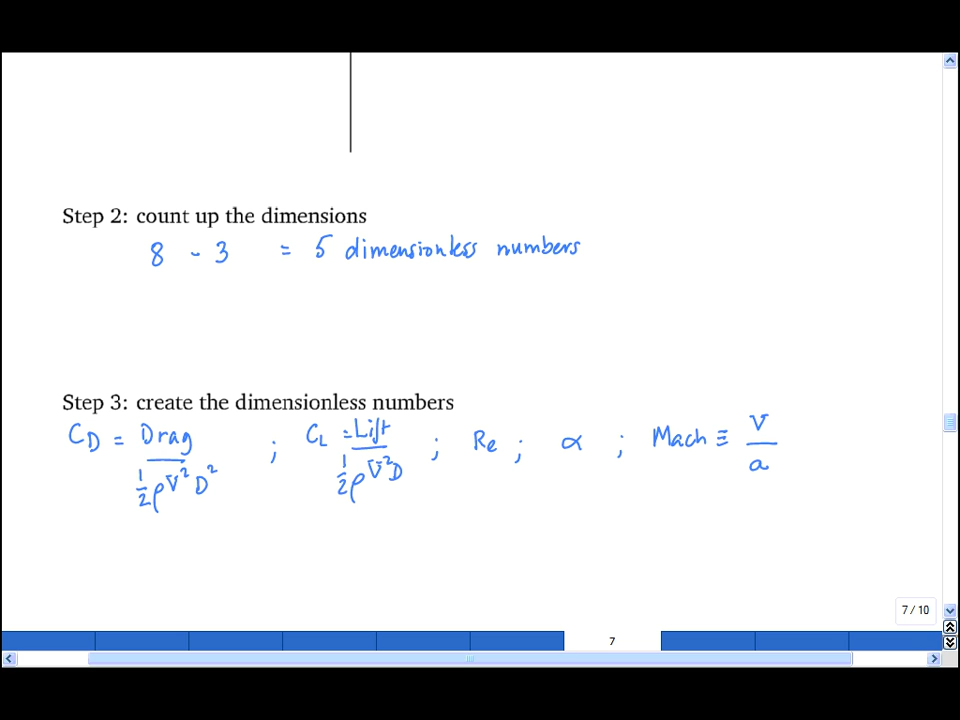 Step 2: count up the dimensions
8 - 3 = 5 dimensionless numbers
Step 3: create the dimensionless numbers
C_D = Drag / ½ρV²D² ; C_L = Lift / ½ρV²D ; Re ; α ; Mach ≡ V / a
7 / 10
7